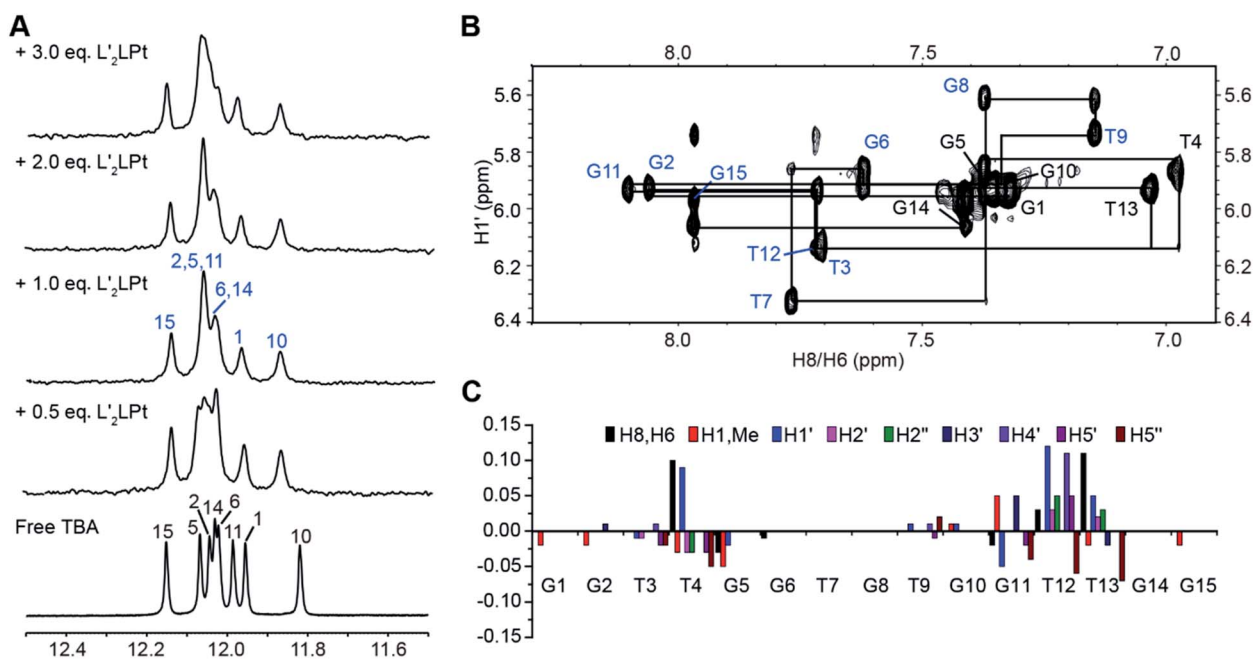 A
+ 3.0 eq. L'₂LPt
+ 2.0 eq. L'₂LPt
2,5,11
+ 1.0 eq. L'₂LPt
6,14
15
1
10
+ 0.5 eq. L'₂LPt
Free TBA
15
5
2
14
6
11
1
10
12.4 12.2 12.0 11.8 11.6
B
8.0 7.5 7.0
5.6
5.8
6.0
6.2
6.4
H1' (ppm)
5.6
5.8
6.0
6.2
6.4
G8
T9
G6
G5
T4
G11
G2
G15
G10
G14
G1
T13
T12
T3
T7
8.0 7.5 7.0
H8/H6 (ppm)
C
0.15
0.10
0.05
0.00
-0.05
-0.10
-0.15
H8,H6 H1,Me H1' H2' H2'' H3' H4' H5' H5''
G1 G2 T3 T4 G5 G6 T7 G8 T9 G10 G11 T12 T13 G14 G15